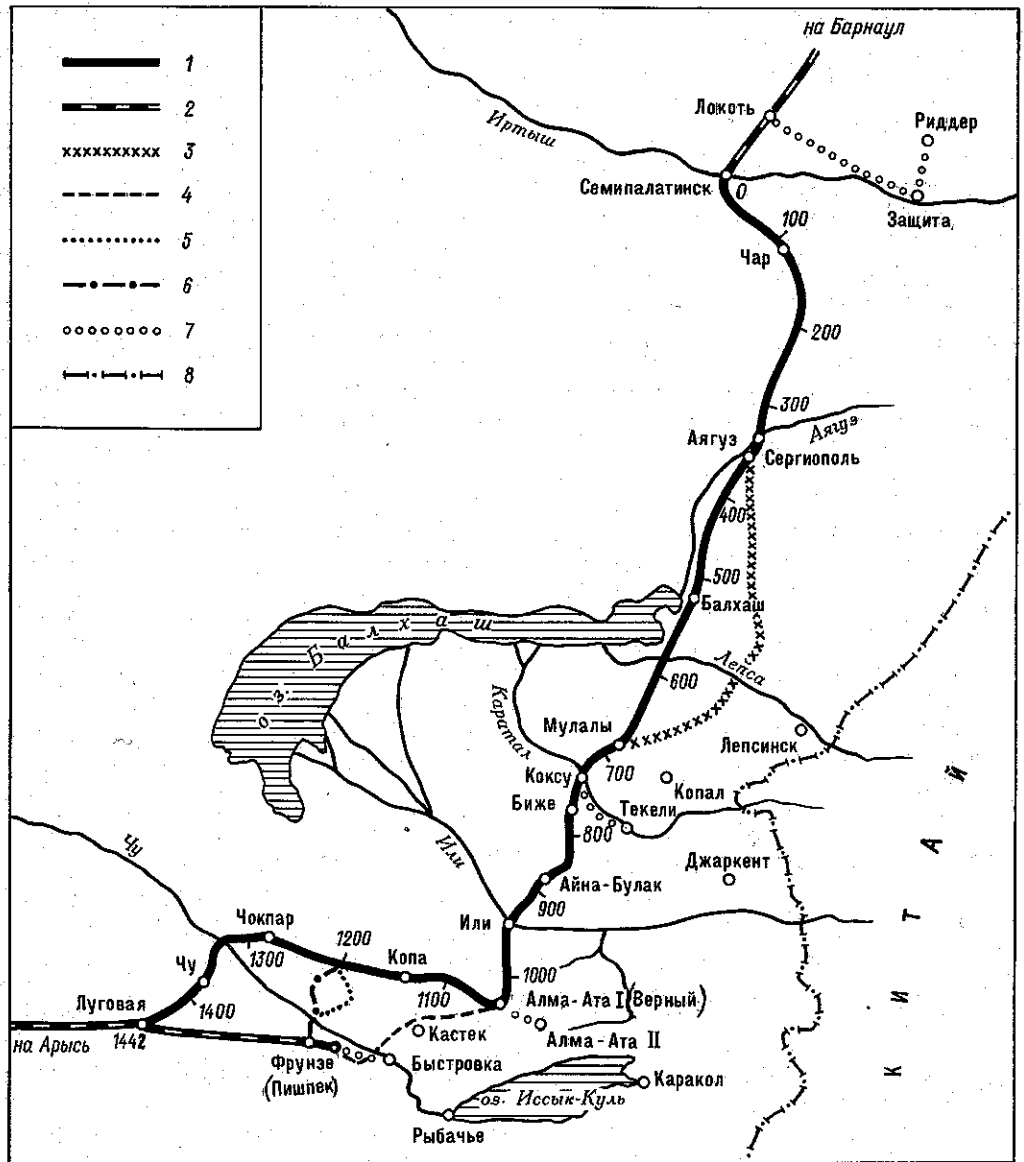 1
2
3
4
5
6
7
8
на Барнаул
Локоть
Риддер
Иртыш
Семипалатинск
0
Защита
100
Чар
200
300
Аягуз
Аягуз
Сергиополь
400
500
Балхаш
оз. Балхаш
Лепса
600
Каратал
Мулалы
700
Лепсинск
Коксу
Копал
Биже
Текели
800
КИТАЙ
Чу
Или
Джаркент
Айна-Булак
900
Или
Чокпар
1300
1200
Копа
Чу
1000
1100
Алма-Ата I (Верный)
1400
Луговая
1442
на Арысь
Кастек
Алма-Ата II
Фрунзе
(Пишпек)
Быстровка
Каракол
оз. Иссык-Куль
Рыбачье